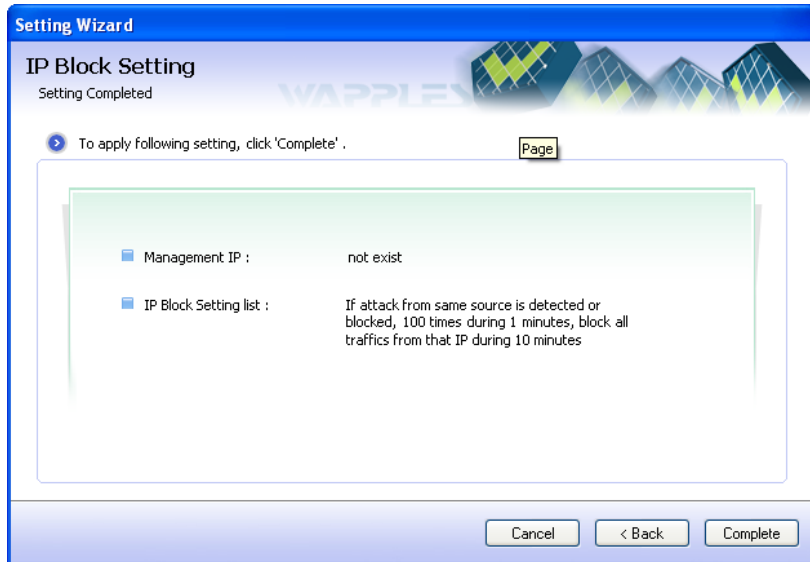 Setting Wizard
IP Block Setting
Setting Completed
WAPPLES
To apply following setting, click 'Complete' .
Page
Management IP :
not exist
IP Block Setting list :
If attack from same source is detected or
blocked, 100 times during 1 minutes, block all
traffics from that IP during 10 minutes
Cancel
< Back
Complete